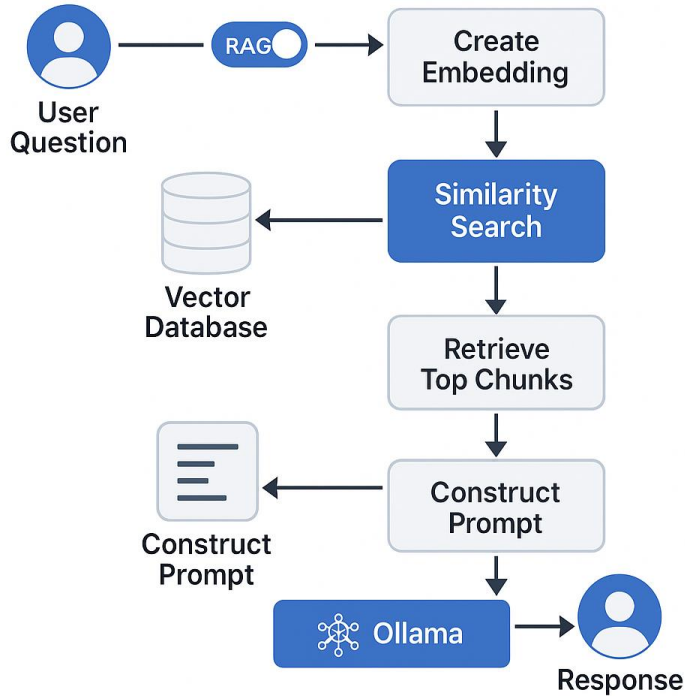 User
Question
RAG
Create
Embedding
Similarity
Search
Vector
Database
Retrieve
Top Chunks
Construct
Prompt
Construct
Prompt
Ollama
Response